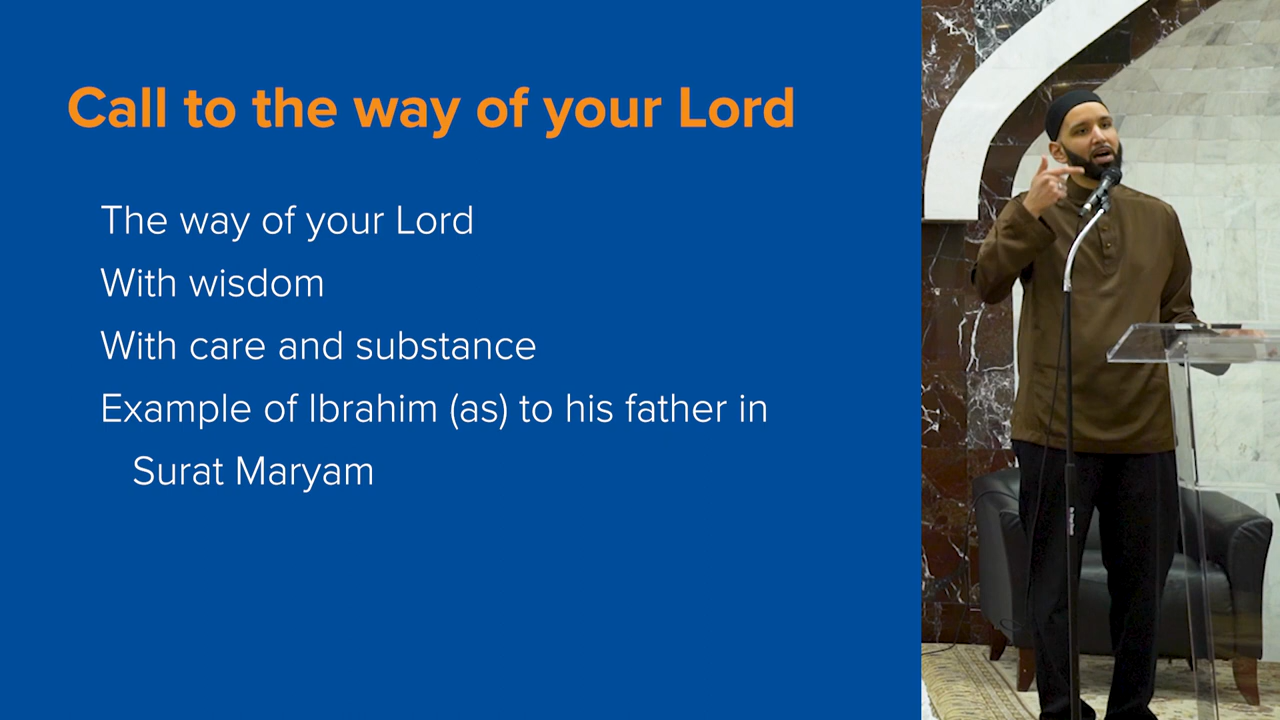 Call to the way of your Lord
The way of your Lord
With wisdom
With care and substance
Example of Ibrahim (as) to his father in
Surat Maryam